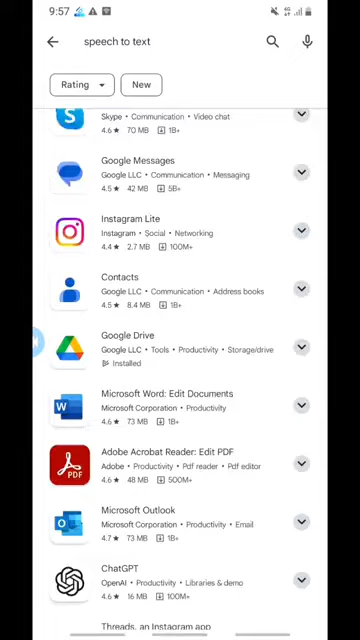 9:57
4G
speech to text
Rating
New
Skype • Communication • Video chat
4.6★ 70 MB 1B+
Google Messages
Google LLC • Communication • Messaging
4.5★ 42 MB 5B+
Instagram Lite
Instagram • Social • Networking
4.4★ 2.7 MB 100M+
Contacts
Google LLC • Communication • Address books
4.5★ 8.4 MB 1B+
Google Drive
Google LLC • Tools • Productivity • Storage/drive
Installed
W
Microsoft Word: Edit Documents
Microsoft Corporation • Productivity
4.6★ 73 MB 1B+
PDF
Adobe Acrobat Reader: Edit PDF
Adobe • Productivity • Pdf reader • Pdf editor
4.6★ 48 MB 500M+
Microsoft Outlook
Microsoft Corporation • Productivity • Email
4.7★ 73 MB 1B+
ChatGPT
OpenAI • Productivity • Libraries & demo
4.6★ 16 MB 100M+
Threads, an Instagram app